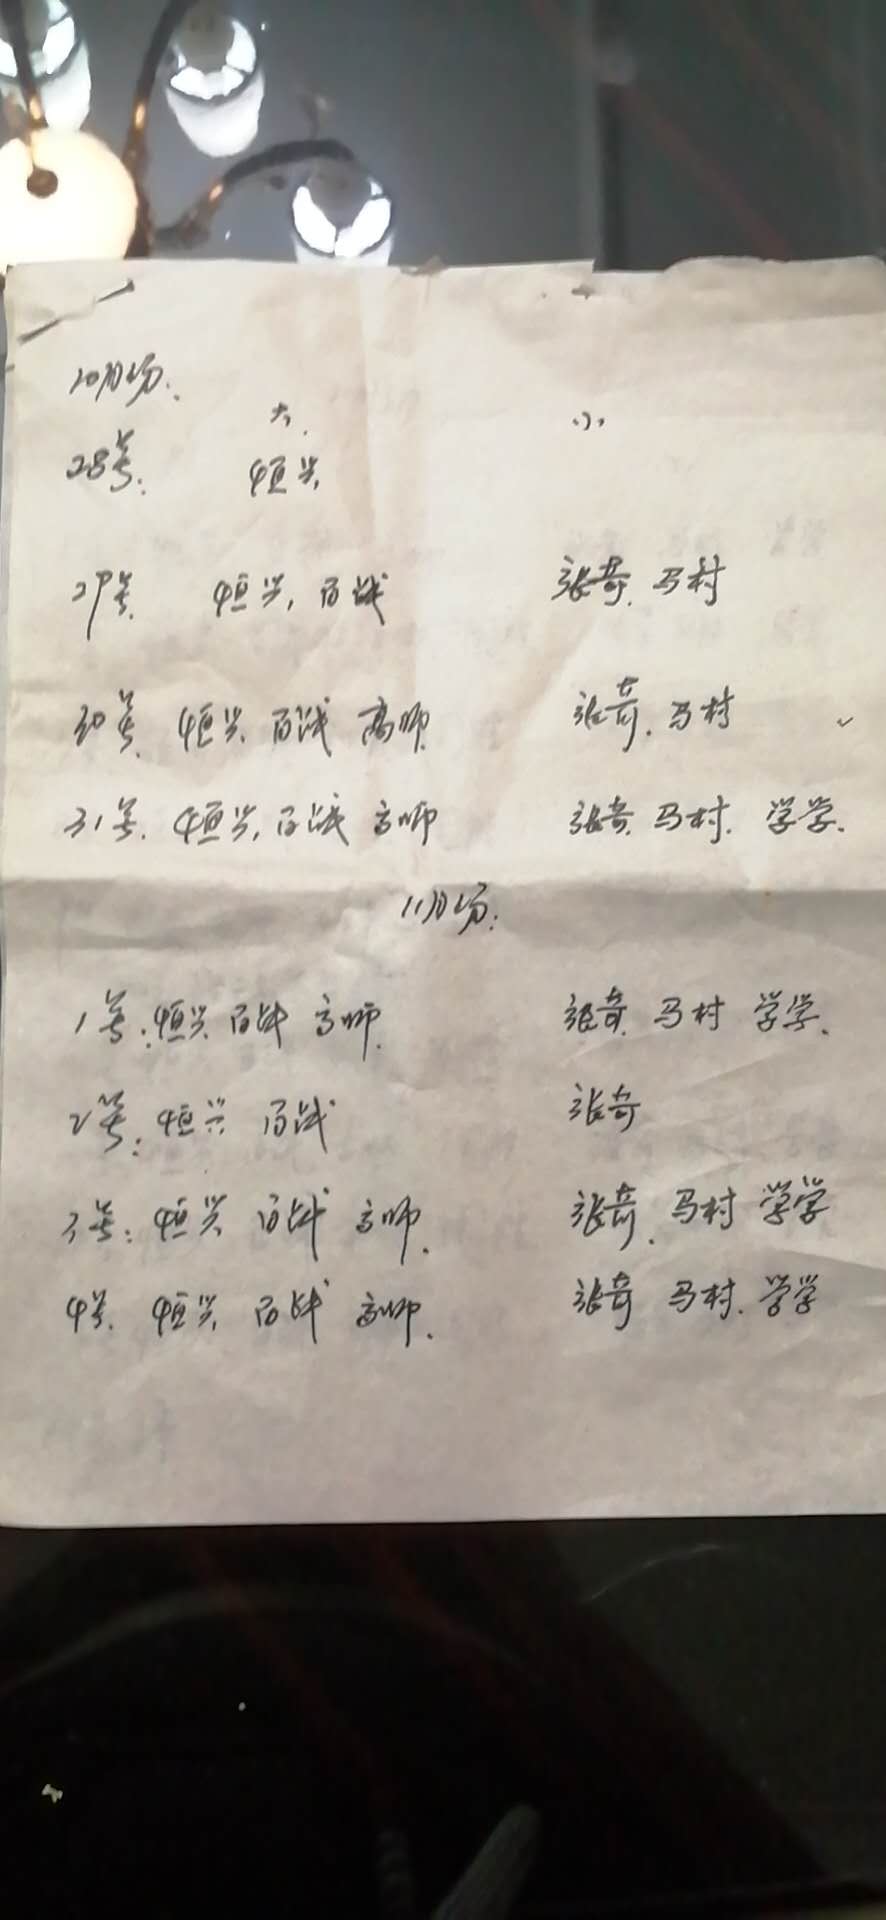 10月份:
大. 小
28号: 恒兴
29号. 恒兴, 百战 张奇. 马村
30号. 恒兴. 百战 高师. 张奇. 马村
31号. 恒兴, 百战 高师 张奇. 马村. 学学.
11月份:
1号: 恒兴 百战 高师. 张奇. 马村 学学.
2号: 恒兴 百战 张奇
3号: 恒兴 百战 高师. 张奇. 马村 学学
4号. 恒兴. 百战 高师. 张奇 马村. 学学